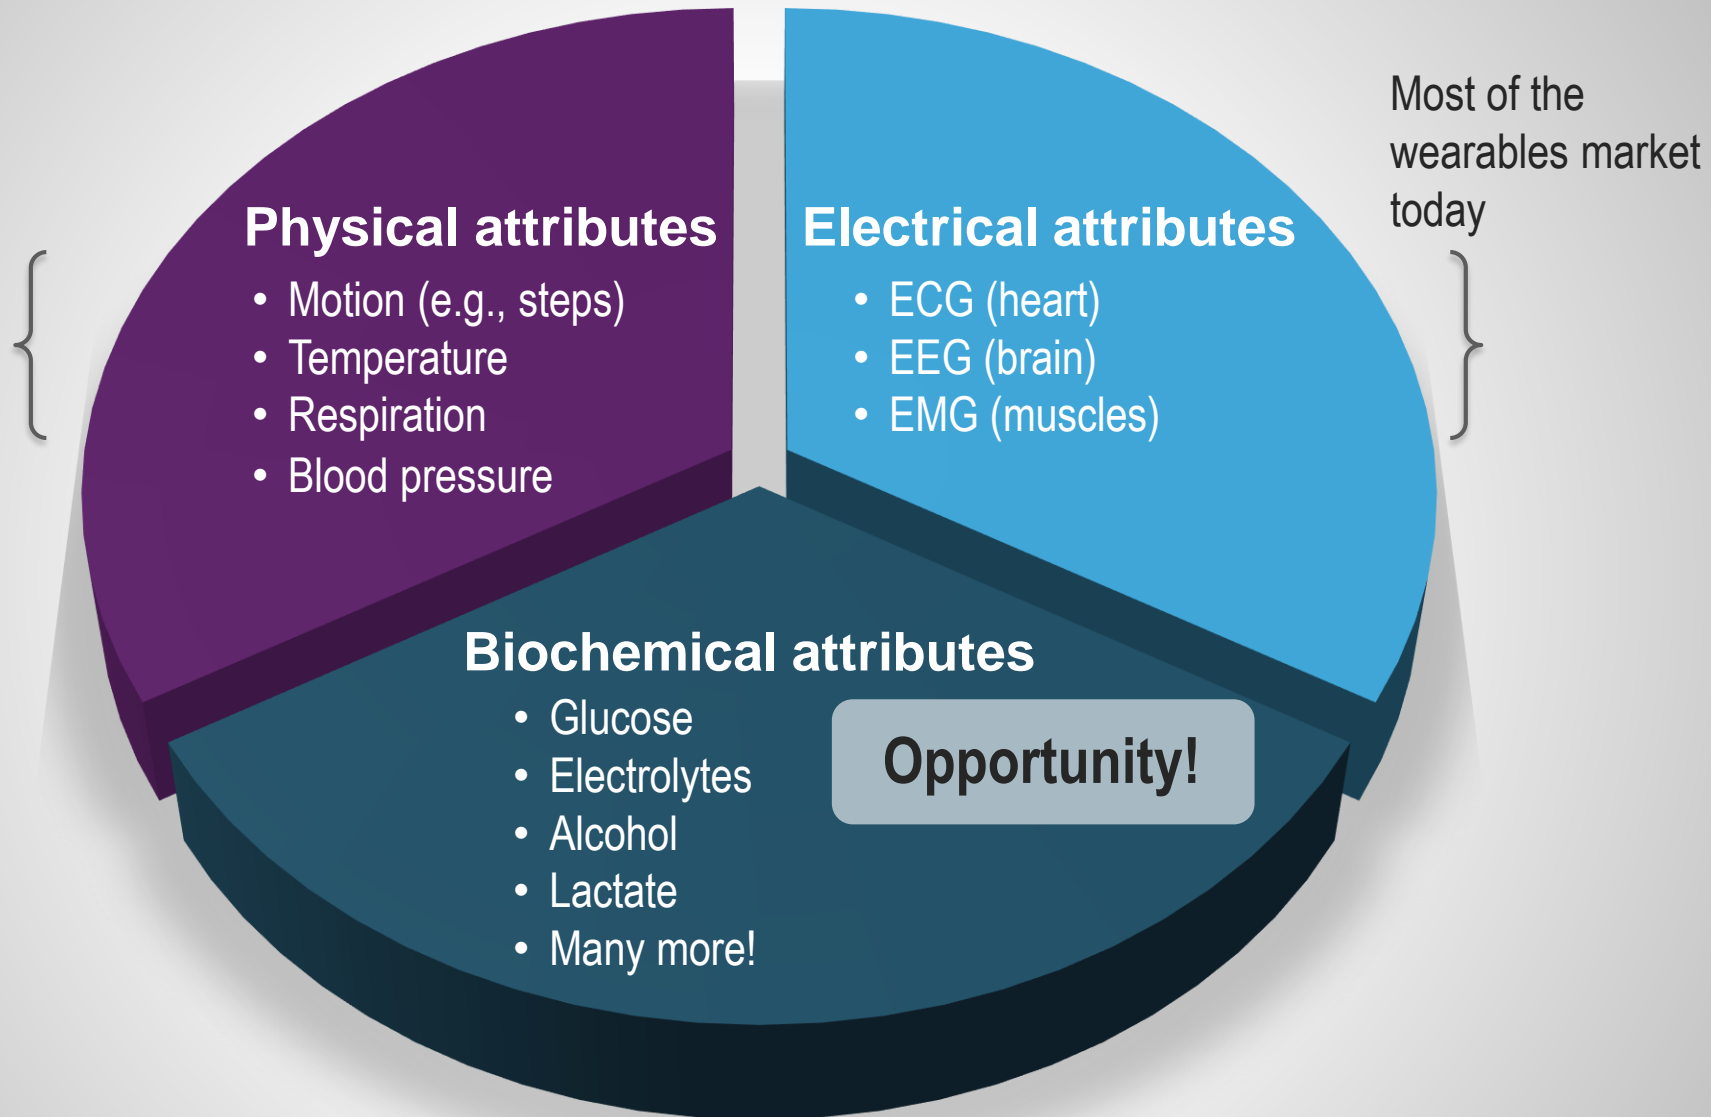 Most of the
wearables market
today
Physical attributes
• Motion (e.g., steps)
• Temperature
• Respiration
• Blood pressure
Electrical attributes
• ECG (heart)
• EEG (brain)
• EMG (muscles)
Biochemical attributes
• Glucose
• Electrolytes
• Alcohol
• Lactate
• Many more!
Opportunity!